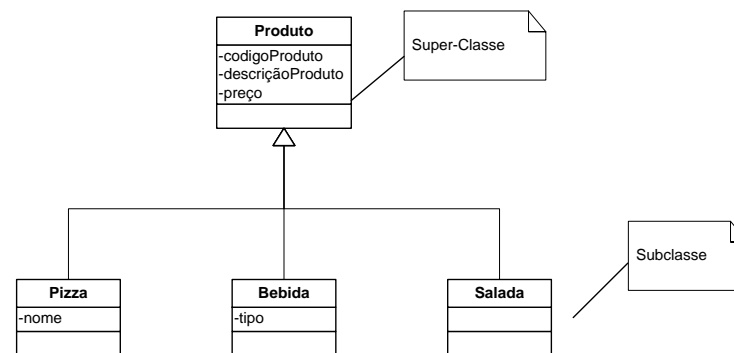 Produto
-codigoProduto
-descriçãoProduto
-preço
Super-Classe
Subclasse
Pizza
-nome
Bebida
-tipo
Salada